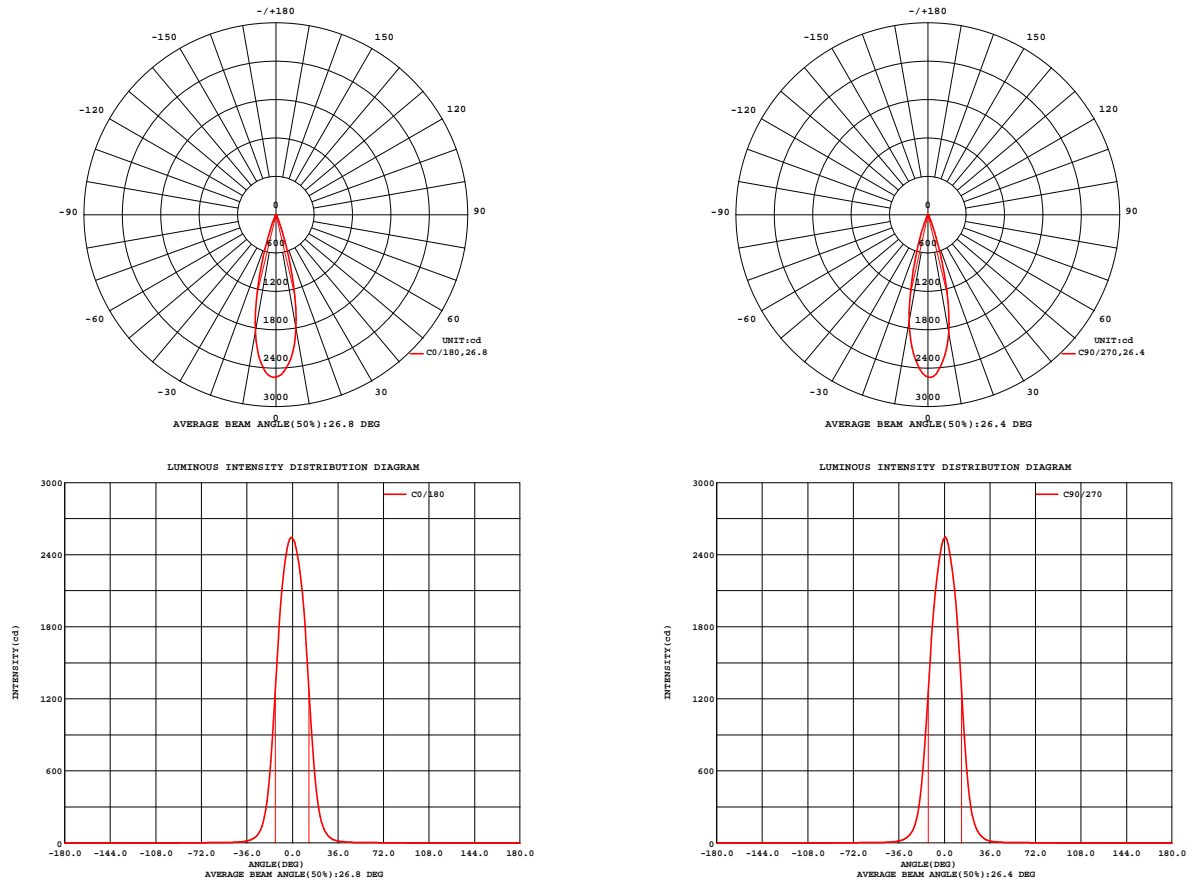 -/+180
-150
150
-120
120
-90
90
0
600
1200
1800
2400
3000
-60
60
-30
30
0
UNIT:cd
C0/180,26.8
AVERAGE BEAM ANGLE(50%):26.8 DEG
-/+180
-150
150
-120
120
-90
90
0
600
1200
1800
2400
3000
-60
60
-30
30
0
UNIT:cd
C90/270,26.4
AVERAGE BEAM ANGLE(50%):26.4 DEG
LUMINOUS INTENSITY DISTRIBUTION DIAGRAM
C0/180
INTENSITY(cd)
3000
2400
1800
1200
600
0
-180.0 -144.0 -108.0 -72.0 -36.0 0.0 36.0 72.0 108.0 144.0 180.0
ANGLE(DEG)
AVERAGE BEAM ANGLE(50%):26.8 DEG
LUMINOUS INTENSITY DISTRIBUTION DIAGRAM
C90/270
INTENSITY(cd)
3000
2400
1800
1200
600
0
-180.0 -144.0 -108.0 -72.0 -36.0 0.0 36.0 72.0 108.0 144.0 180.0
ANGLE(DEG)
AVERAGE BEAM ANGLE(50%):26.4 DEG